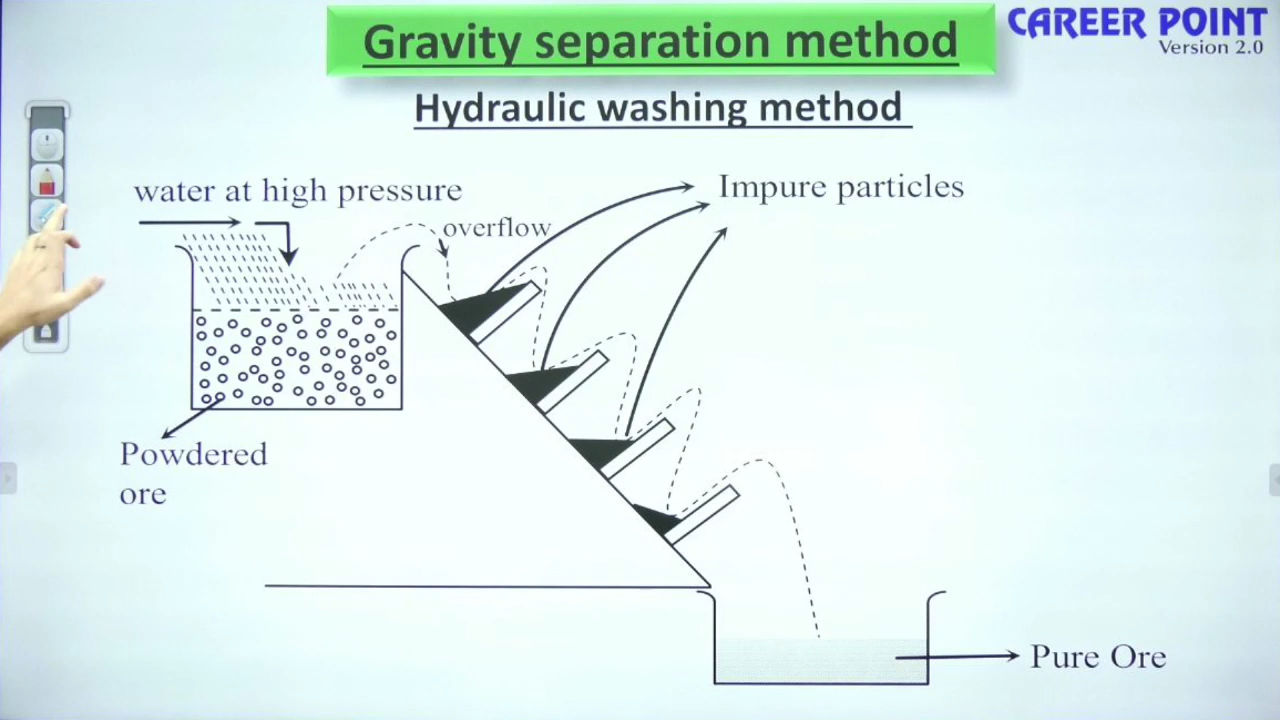 Gravity separation method
CAREER POINT
Version 2.0
Hydraulic washing method
water at high pressure
Impure particles
overflow
Powdered
ore
Pure Ore